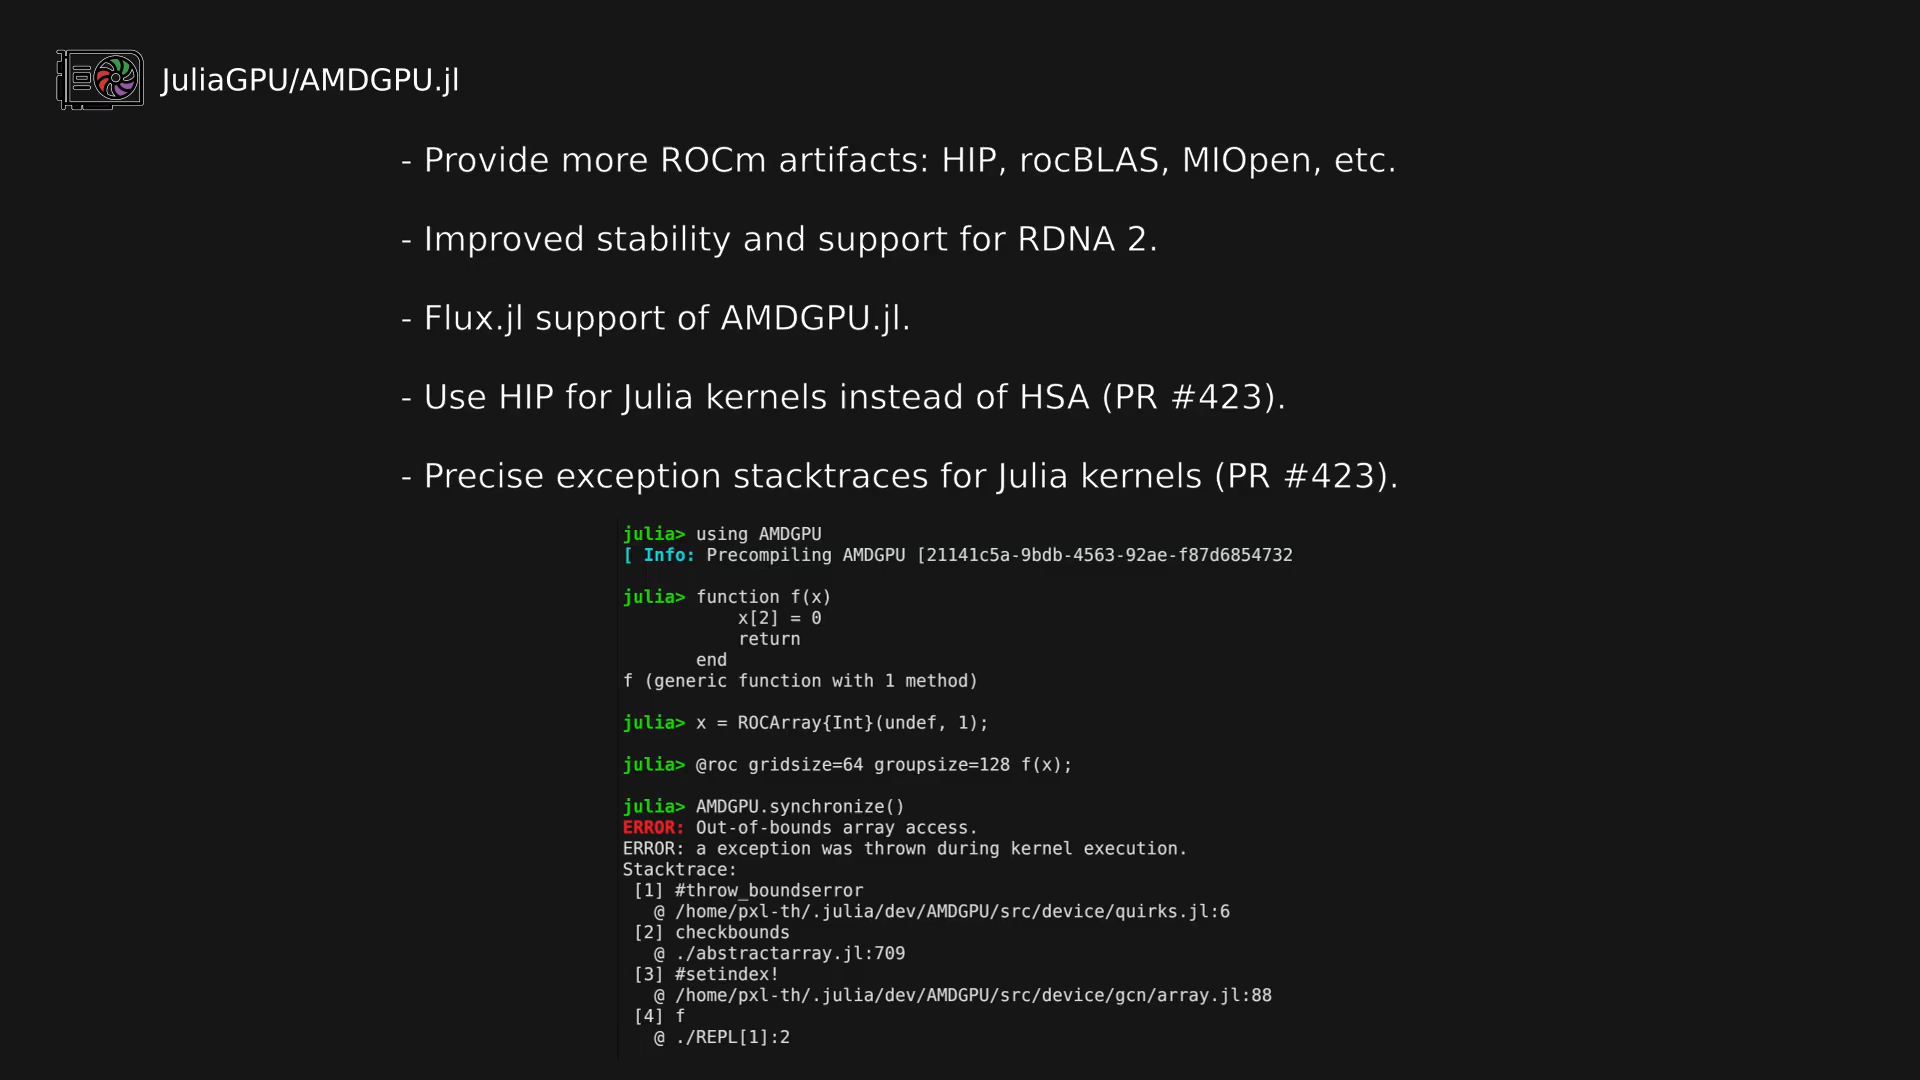 JuliaGPU/AMDGPU.jl
- Provide more ROCm artifacts: HIP, rocBLAS, MIOpen, etc.
- Improved stability and support for RDNA 2.
- Flux.jl support of AMDGPU.jl.
- Use HIP for Julia kernels instead of HSA (PR #423).
- Precise exception stacktraces for Julia kernels (PR #423).
julia> using AMDGPU
[ Info: Precompiling AMDGPU [21141c5a-9bdb-4563-92ae-f87d6854732
julia> function f(x)
x[2] = 0
return
end
f (generic function with 1 method)
julia> x = ROCArray{Int}(undef, 1);
julia> @roc gridsize=64 groupsize=128 f(x);
julia> AMDGPU.synchronize()
ERROR: Out-of-bounds array access.
ERROR: a exception was thrown during kernel execution.
Stacktrace:
[1] #throw_boundserror
@ /home/pxl-th/.julia/dev/AMDGPU/src/device/quirks.jl:6
[2] checkbounds
@ ./abstractarray.jl:709
[3] #setindex!
@ /home/pxl-th/.julia/dev/AMDGPU/src/device/gcn/array.jl:88
[4] f
@ ./REPL[1]:2